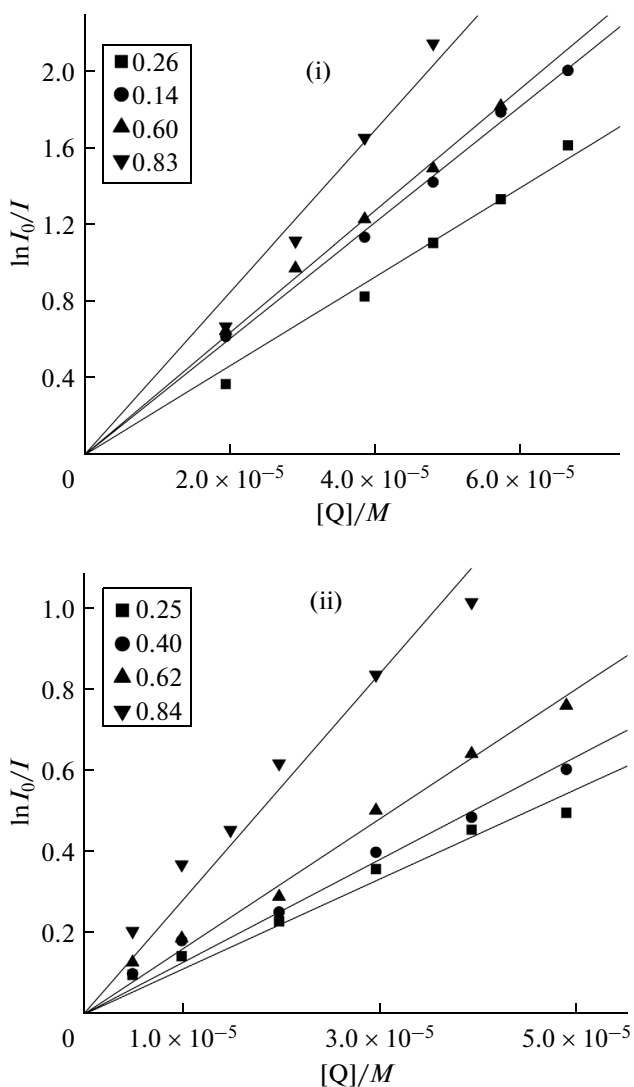 (i)
ln I₀/I
2.0
1.6
1.2
0.8
0.4
0
■ 0.26
● 0.14
▲ 0.60
▼ 0.83
2.0 × 10⁻⁵
4.0 × 10⁻⁵
6.0 × 10⁻⁵
[Q]/M
(ii)
ln I₀/I
1.0
0.8
0.6
0.4
0.2
0
■ 0.25
● 0.40
▲ 0.62
▼ 0.84
1.0 × 10⁻⁵
3.0 × 10⁻⁵
5.0 × 10⁻⁵
[Q]/M